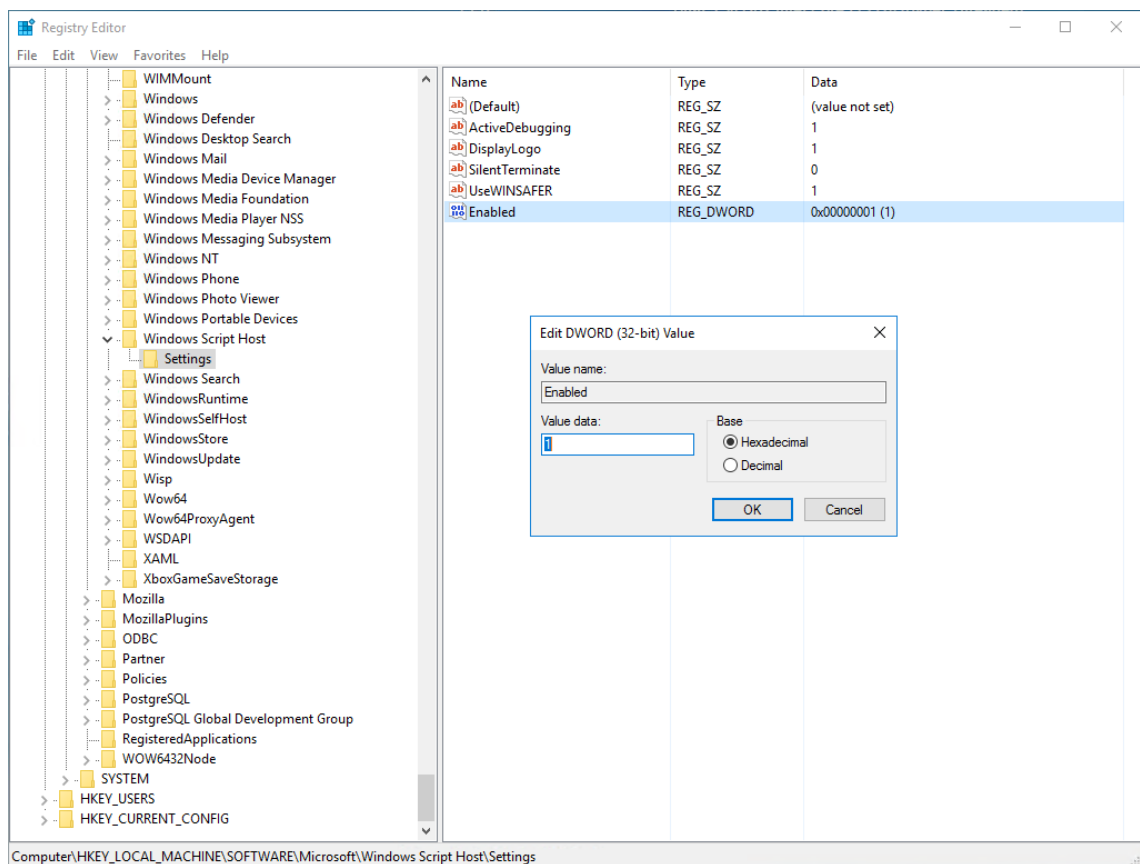 Registry Editor
File Edit View Favorites Help
WIMMount
Windows
Windows Defender
Windows Desktop Search
Windows Mail
Windows Media Device Manager
Windows Media Foundation
Windows Media Player NSS
Windows Messaging Subsystem
Windows NT
Windows Phone
Windows Photo Viewer
Windows Portable Devices
Windows Script Host
Settings
Windows Search
WindowsRuntime
WindowsSelfHost
WindowsStore
WindowsUpdate
Wisp
Wow64
Wow64ProxyAgent
WSDAPI
XAML
XboxGameSaveStorage
Mozilla
MozillaPlugins
ODBC
Partner
Policies
PostgreSQL
PostgreSQL Global Development Group
RegisteredApplications
WOW6432Node
SYSTEM
HKEY_USERS
HKEY_CURRENT_CONFIG
Name Type Data
(Default) REG_SZ (value not set)
ActiveDebugging REG_SZ 1
DisplayLogo REG_SZ 1
SilentTerminate REG_SZ 0
UseWINSAFER REG_SZ 1
Enabled REG_DWORD 0x00000001 (1)
Edit DWORD (32-bit) Value
Value name:
Enabled
Value data:
1
Base
Hexadecimal
Decimal
OK Cancel
Computer\HKEY_LOCAL_MACHINE\SOFTWARE\Microsoft\Windows Script Host\Settings